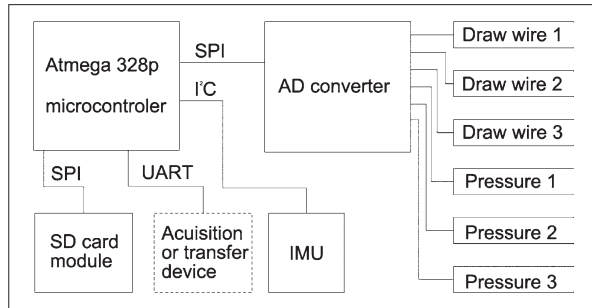 Atmega 328p
microcontroler
SPI
I²C
AD converter
Draw wire 1
Draw wire 2
Draw wire 3
Pressure 1
Pressure 2
Pressure 3
SPI
UART
SD card
module
Acuisition
or transfer
device
IMU